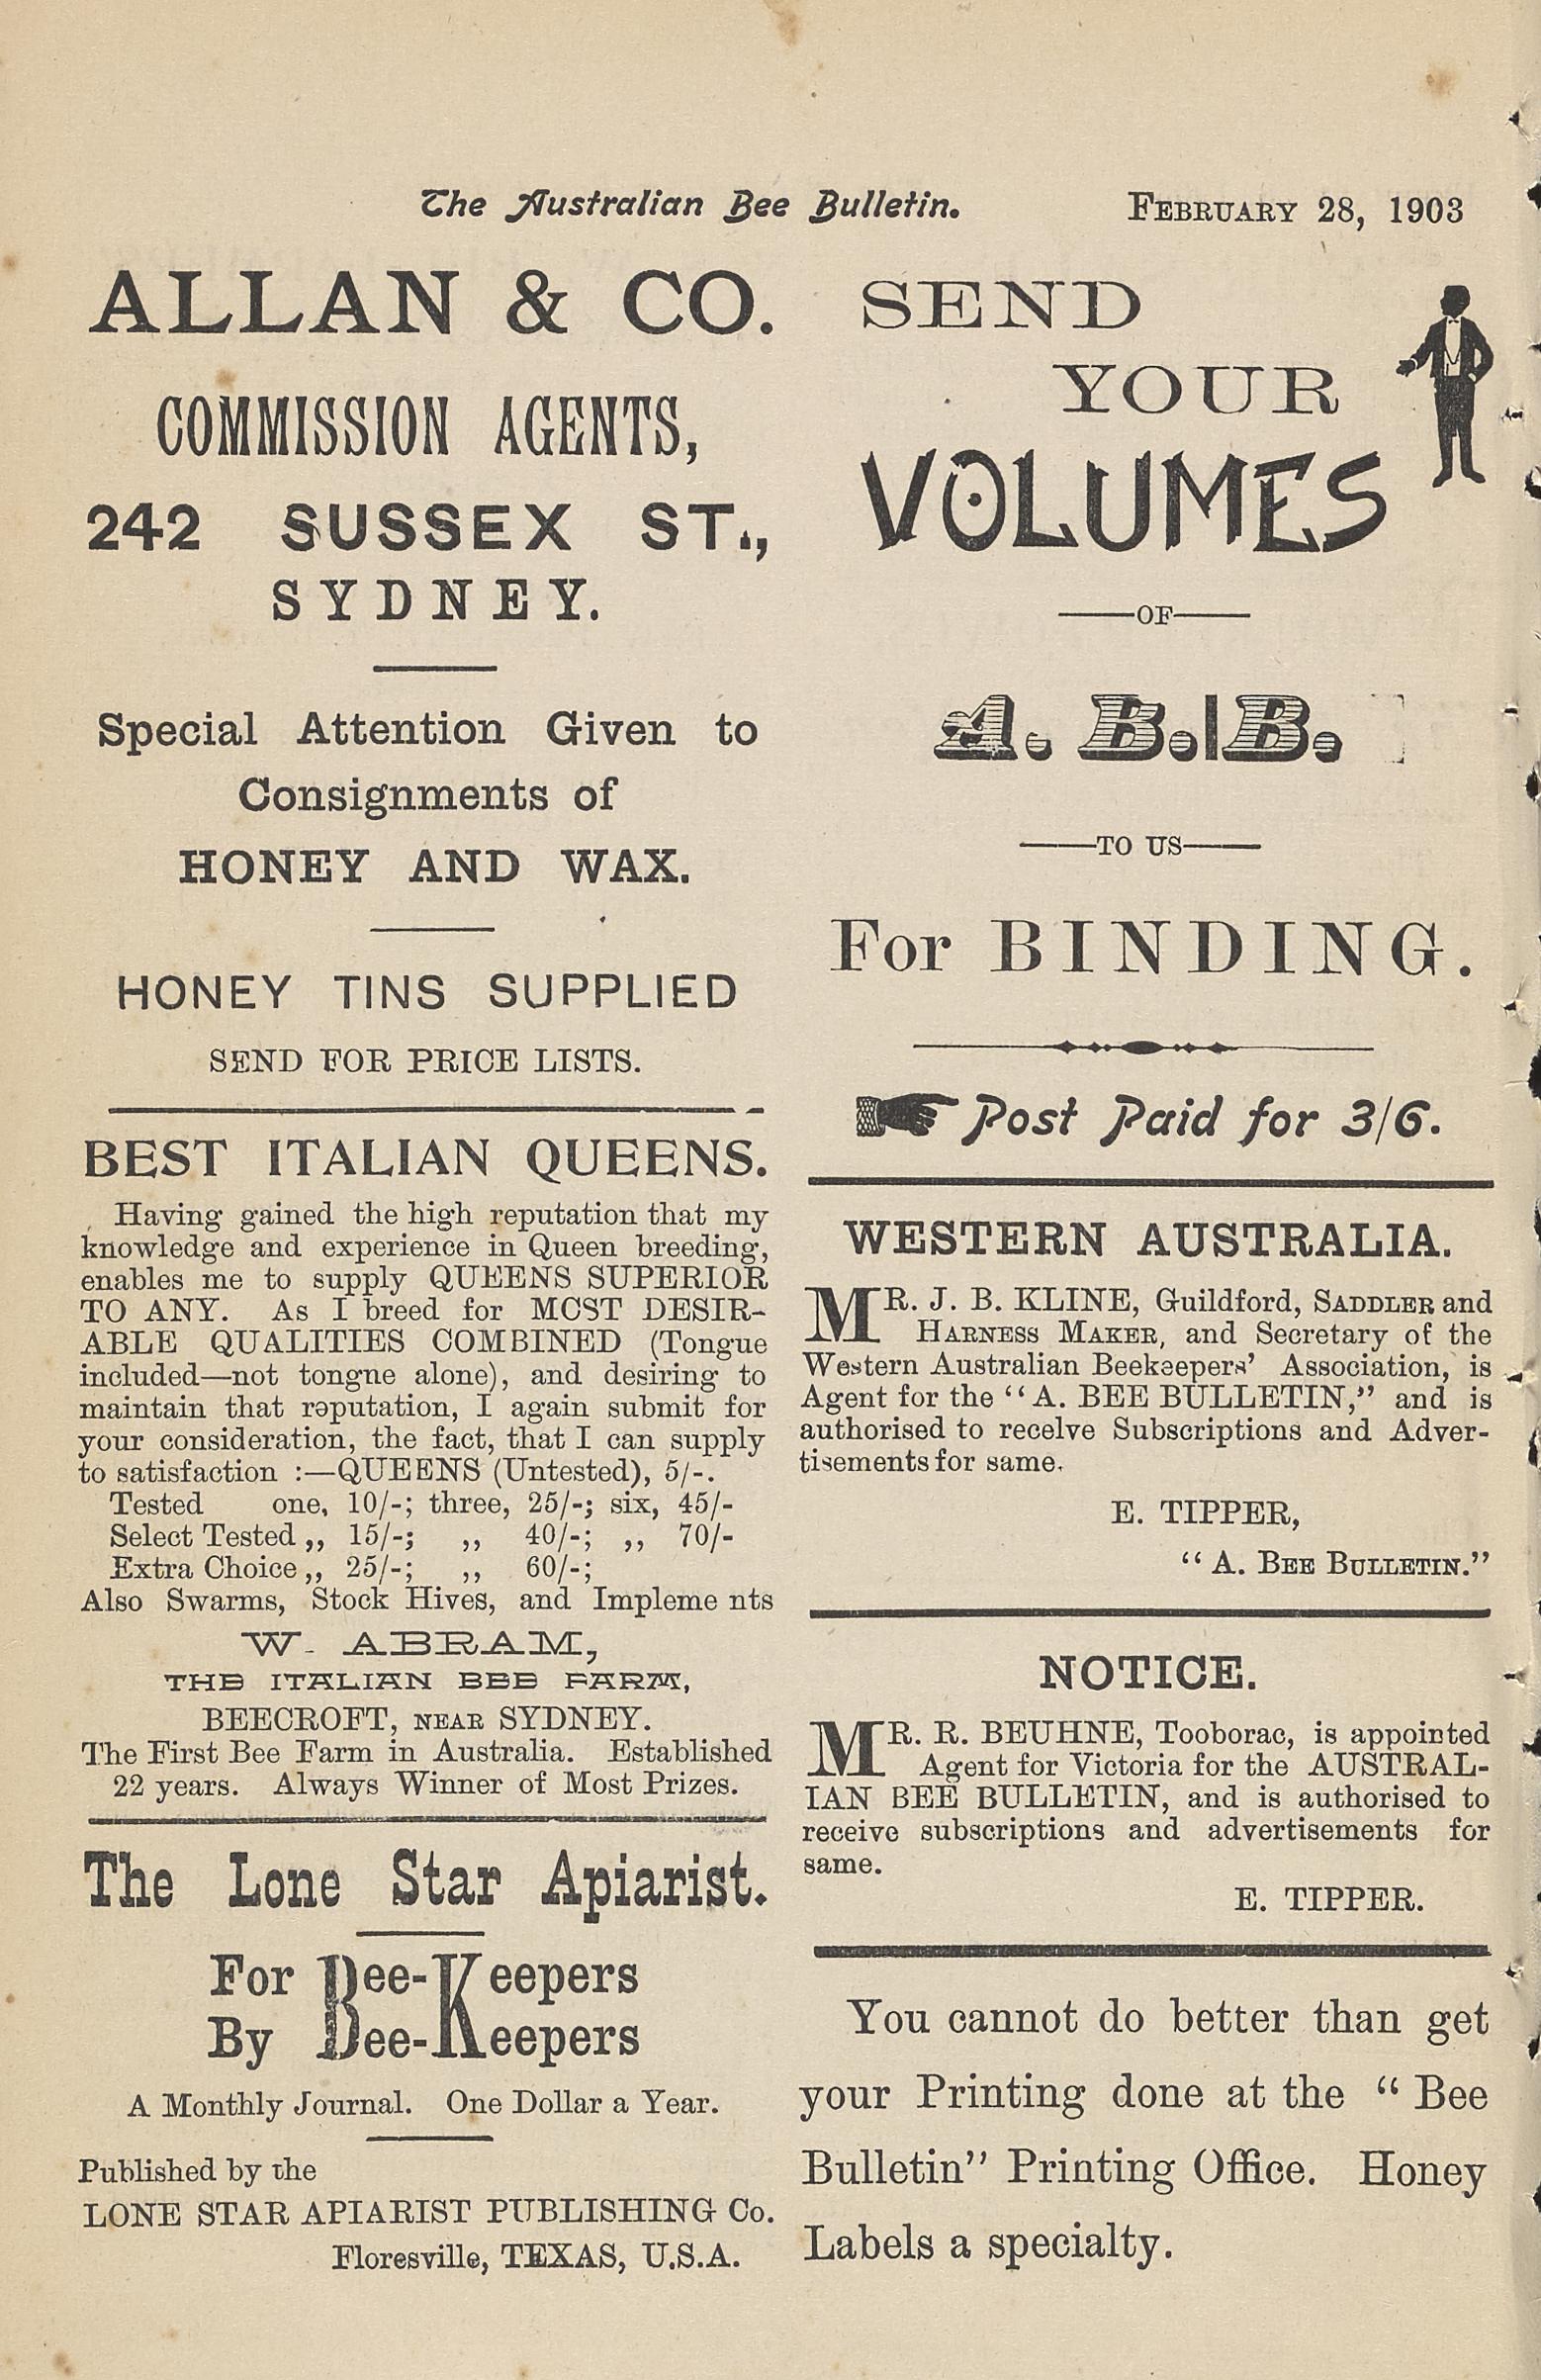 The Australian Bee Bulletin. FEBRUARY 28, 1903
ALLAN & CO.
COMMISSION AGENTS,
242 SUSSEX ST.,
SYDNEY.
Special Attention Given to
Consignments of
HONEY AND WAX.
HONEY TINS SUPPLIED
SEND FOR PRICE LISTS.
BEST ITALIAN QUEENS.
Having gained the high reputation that my
knowledge and experience in Queen breeding,
enables me to supply QUEENS SUPERIOR
TO ANY. As I breed for MOST DESIR-
ABLE QUALITIES COMBINED (Tongue
included—not tongue alone), and desiring to
maintain that reputation, I again submit for
your consideration, the fact, that I can supply
to satisfaction :—QUEENS (Untested), 5/-.
Tested one, 10/-; three, 25/-; six, 45/-
Select Tested ,, 15/-; ,, 40/-; ,, 70/-
Extra Choice ,, 25/-; ,, 60/-;
Also Swarms, Stock Hives, and Impleme nts
W. ABRAM,
THE ITALIAN BEE FARM,
BEECROFT, NEAR SYDNEY.
The First Bee Farm in Australia. Established
22 years. Always Winner of Most Prizes.
The Lone Star Apiarist.
For Bee-Keepers
By Bee-Keepers
A Monthly Journal. One Dollar a Year.
Published by the
LONE STAR APIARIST PUBLISHING Co.
Floresville, TEXAS, U.S.A.
SEND
YOUR
VOLUMES
OF
A. B. B.
TO US
For BINDING.
Post Paid for 3/6.
WESTERN AUSTRALIA.
MR. J. B. KLINE, Guildford, SADDLER and
HARNESS MAKER, and Secretary of the
Western Australian Beekeepers' Association, is
Agent for the "A. BEE BULLETIN," and is
authorised to receive Subscriptions and Adver-
tisements for same.
E. TIPPER,
"A. BEE BULLETIN."
NOTICE.
MR. R. BEUHNE, Tooborac, is appointed
Agent for Victoria for the AUSTRAL-
IAN BEE BULLETIN, and is authorised to
receive subscriptions and advertisements for
same.
E. TIPPER.
You cannot do better than get
your Printing done at the "Bee
Bulletin" Printing Office. Honey
Labels a specialty.